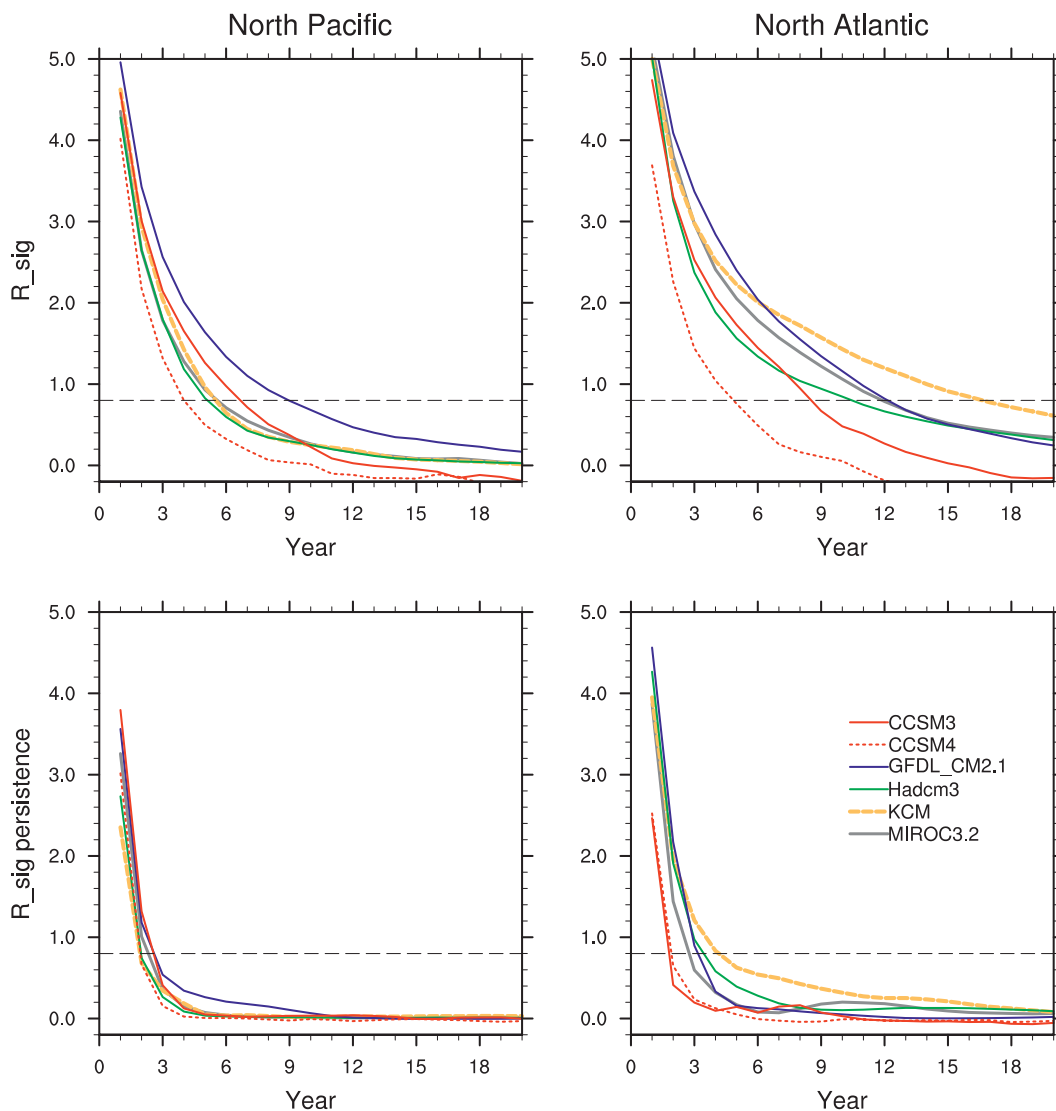 North Pacific
North Atlantic
5.0
4.0
3.0
2.0
1.0
0.0
R_sig
0 3 6 9 12 15 18
Year
5.0
4.0
3.0
2.0
1.0
0.0
0 3 6 9 12 15 18
Year
5.0
4.0
3.0
2.0
1.0
0.0
R_sig persistence
0 3 6 9 12 15 18
Year
5.0
4.0
3.0
2.0
1.0
0.0
CCSM3
CCSM4
GFDL_CM2.1
Hadcm3
KCM
MIROC3.2
0 3 6 9 12 15 18
Year